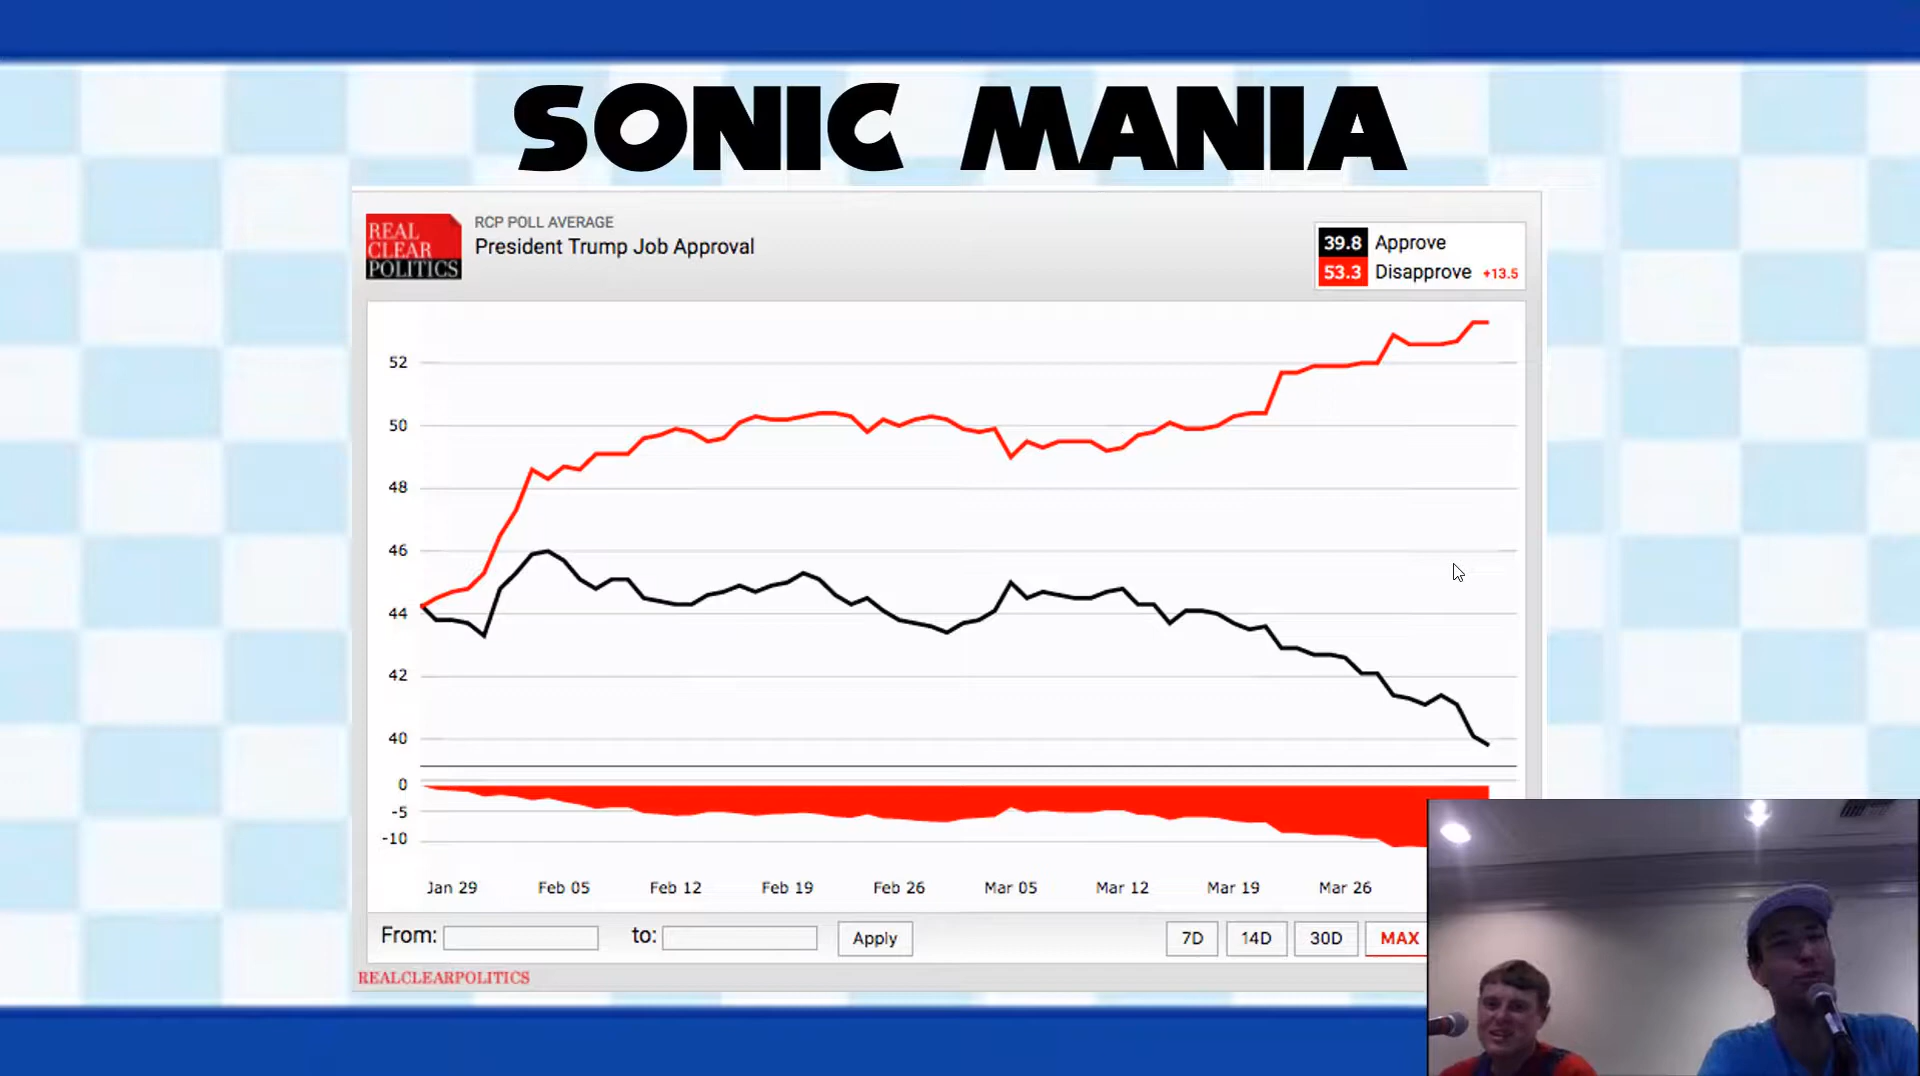 SONIC MANIA
REAL
CLEAR
POLITICS
RCP POLL AVERAGE
President Trump Job Approval
39.8 Approve
53.3 Disapprove +13.5
52
50
48
46
44
42
40
0
-5
-10
Jan 29 Feb 05 Feb 12 Feb 19 Feb 26 Mar 05 Mar 12 Mar 19 Mar 26
From: to: Apply 7D 14D 30D MAX
REALCLEARPOLITICS